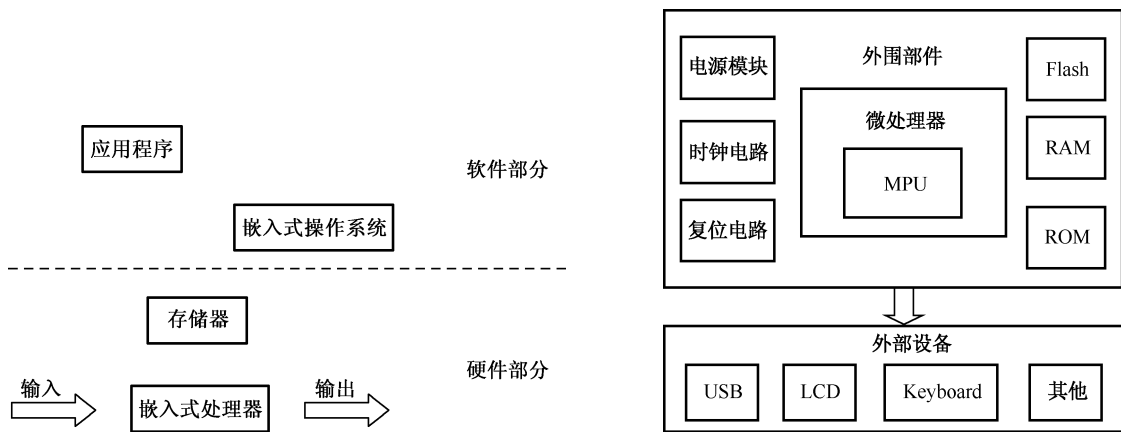 应用程序
软件部分
嵌入式操作系统
存储器
硬件部分
输入
嵌入式处理器
输出
外围部件
电源模块
Flash
微处理器
时钟电路
RAM
MPU
复位电路
ROM
外部设备
USB
LCD
Keyboard
其他